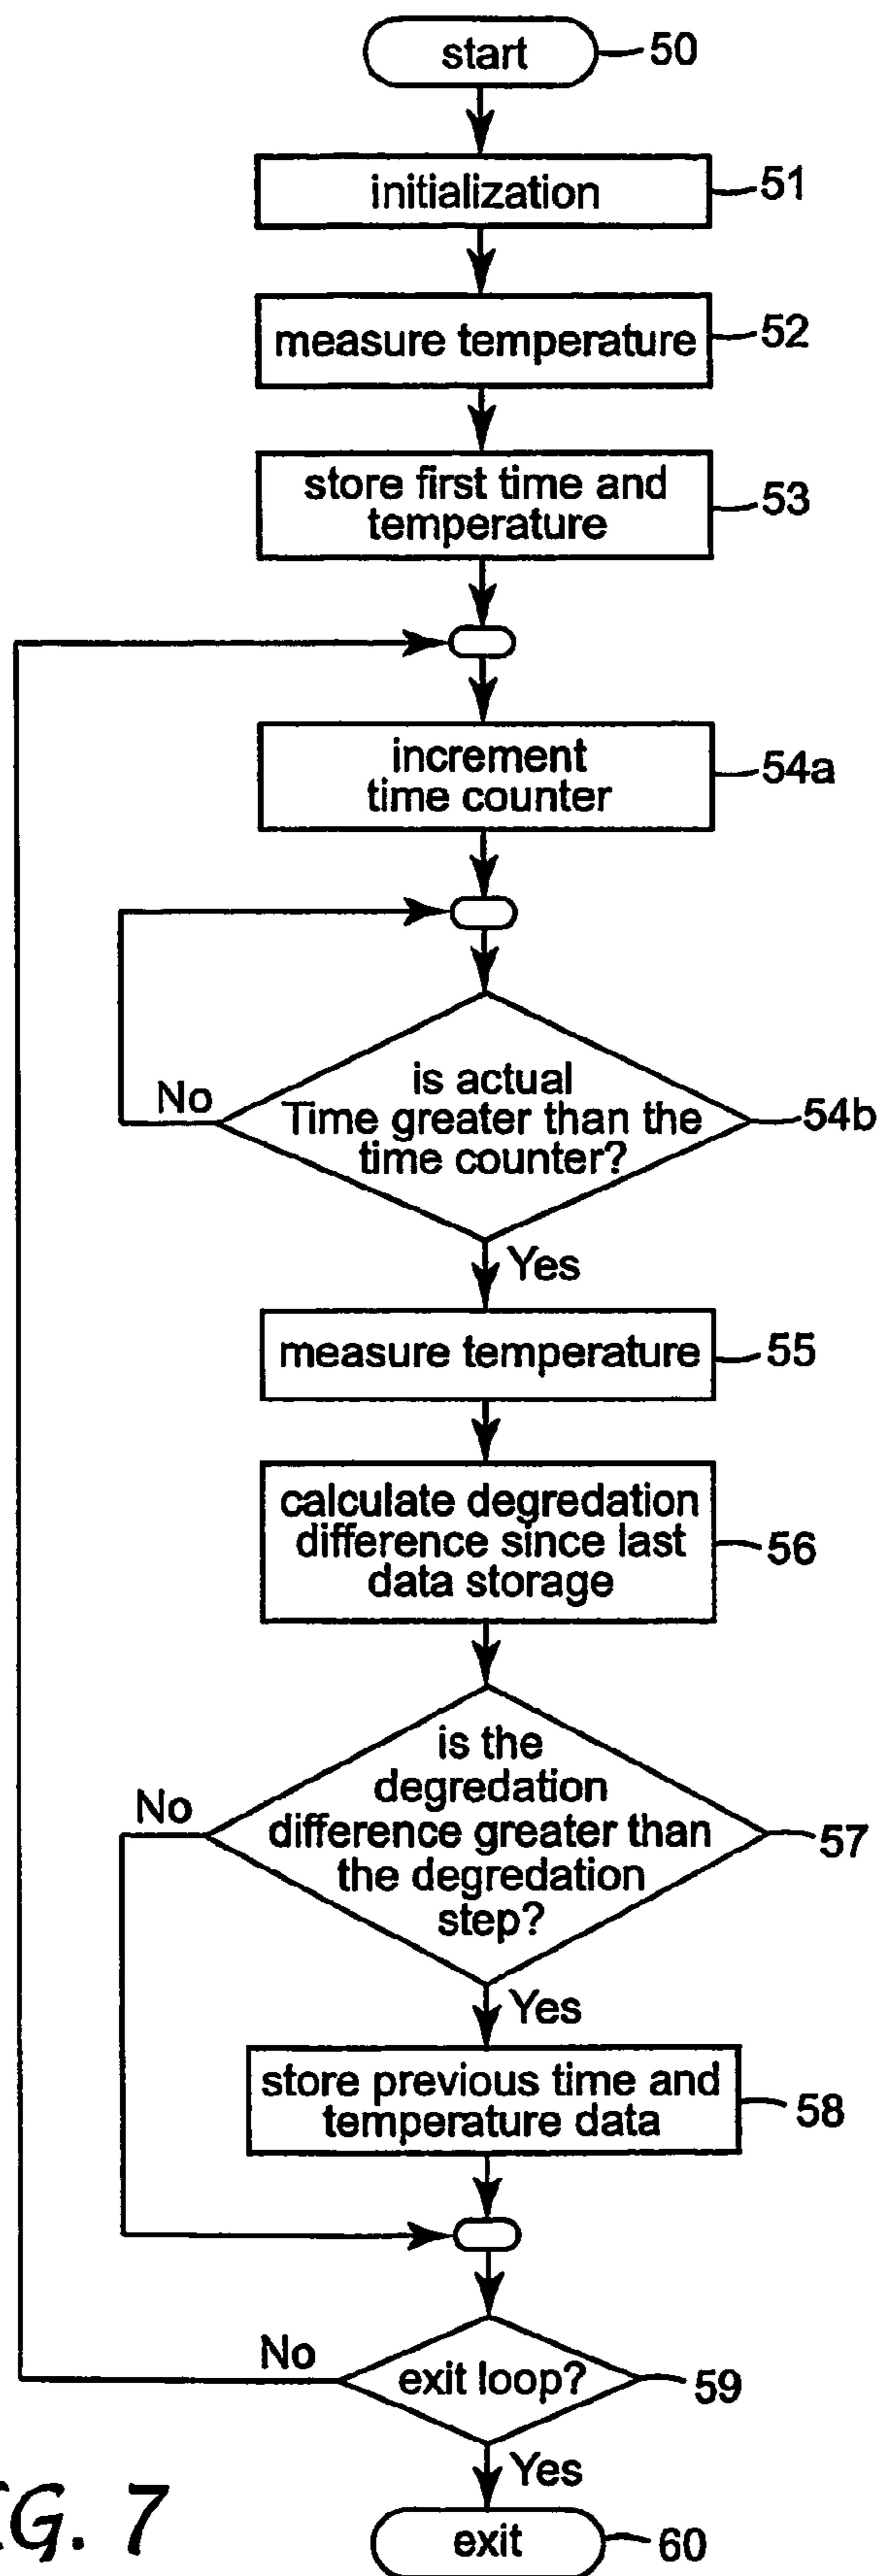 start
50
initialization
51
measure temperature
52
store first time and
temperature
53
increment
time counter
54a
is actual
Time greater than the
time counter?
54b
No
Yes
measure temperature
55
calculate degredation
difference since last
data storage
56
is the
degredation
difference greater than
the degredation
step?
57
No
Yes
store previous time and
temperature data
58
exit loop?
59
No
Yes
exit
60
IG. 7